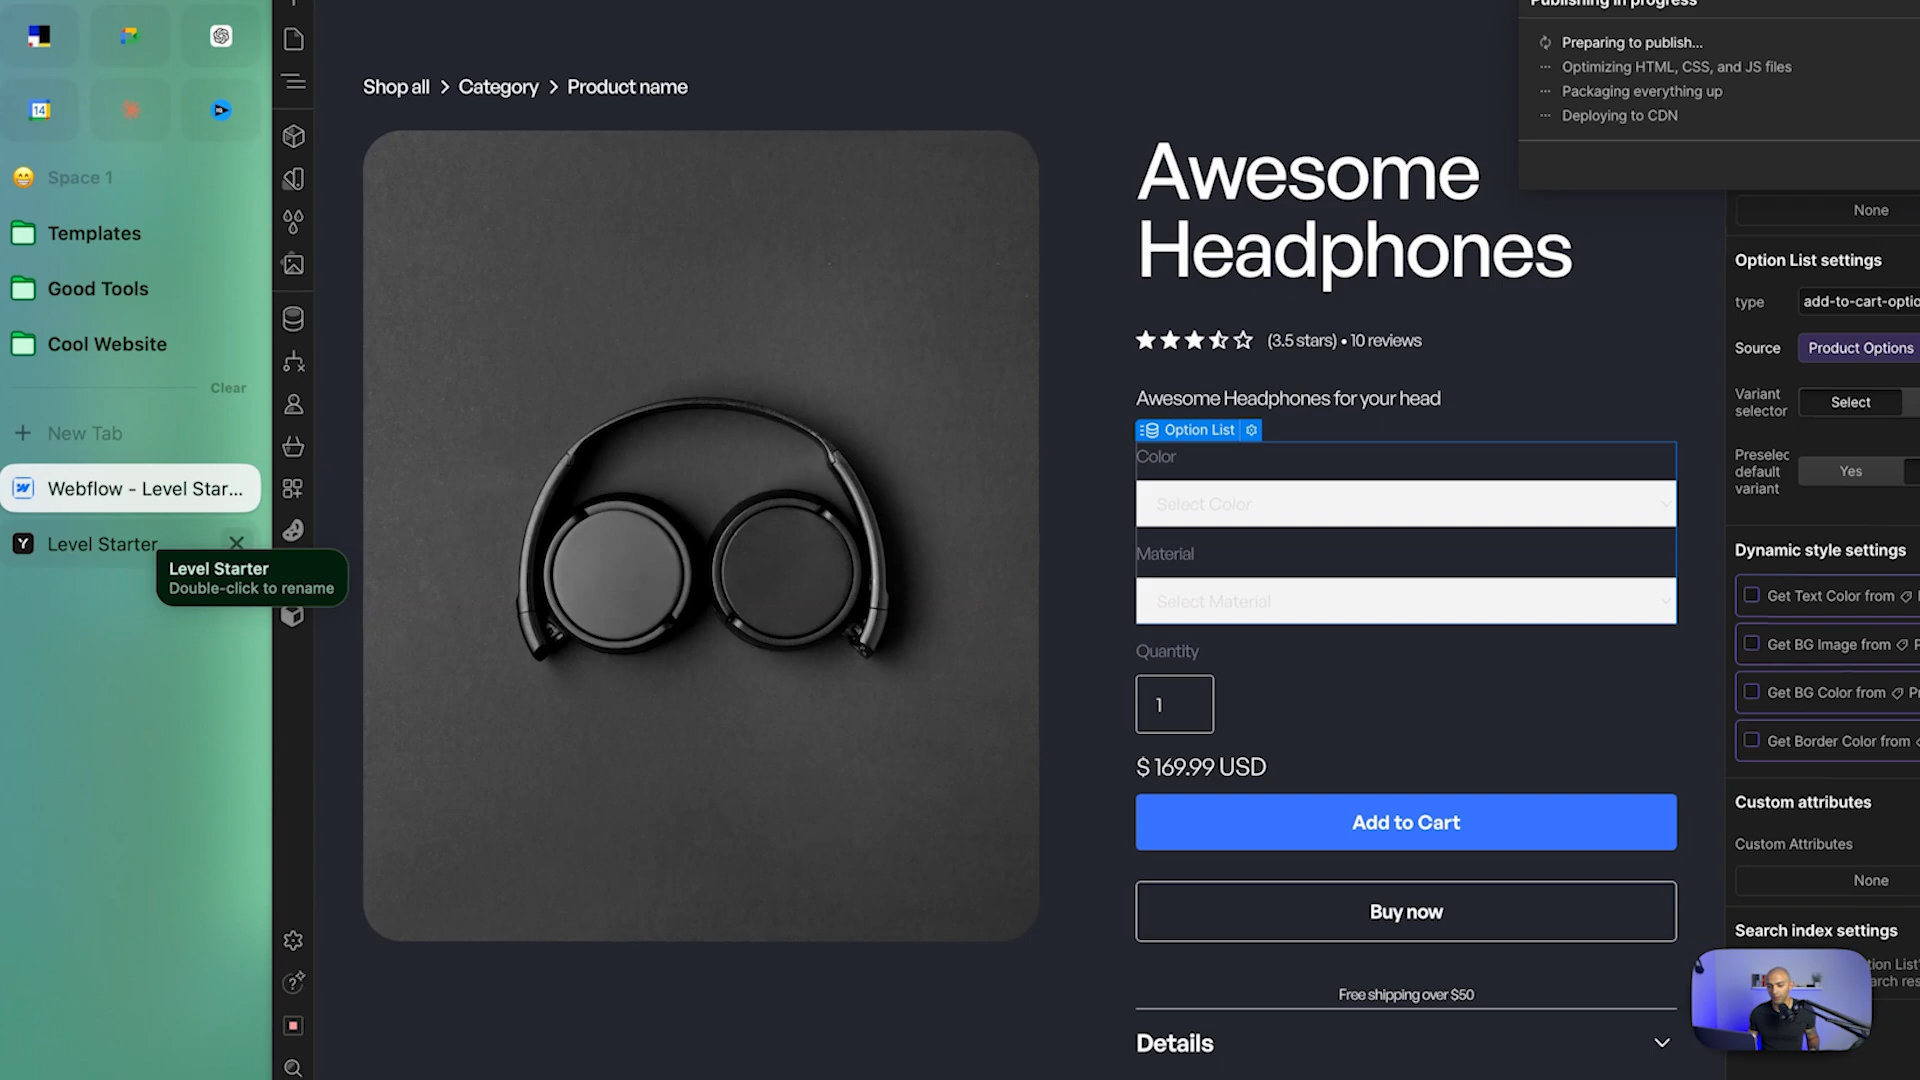 14
Space 1
Templates
Good Tools
Cool Website
Clear
New Tab
Webflow - Level Star...
Level Starter
Level Starter
Double-click to rename
Shop all > Category > Product name
Awesome
Headphones
(3.5 stars) • 10 reviews
Awesome Headphones for your head
Option List
Color
Select Color
Material
Select Material
Quantity
1
$ 169.99 USD
Add to Cart
Buy now
Free shipping over $50
Details
Publishing in progress
Preparing to publish...
Optimizing HTML, CSS, and JS files
Packaging everything up
Deploying to CDN
None
Option List settings
type
add-to-cart-optio
Source
Product Options
Variant
selector
Select
Preselec
default
variant
Yes
Dynamic style settings
Get Text Color from
Get BG Image from P
Get BG Color from Pr
Get Border Color from
Custom attributes
Custom Attributes
None
Search index settings
tion List'
arch res